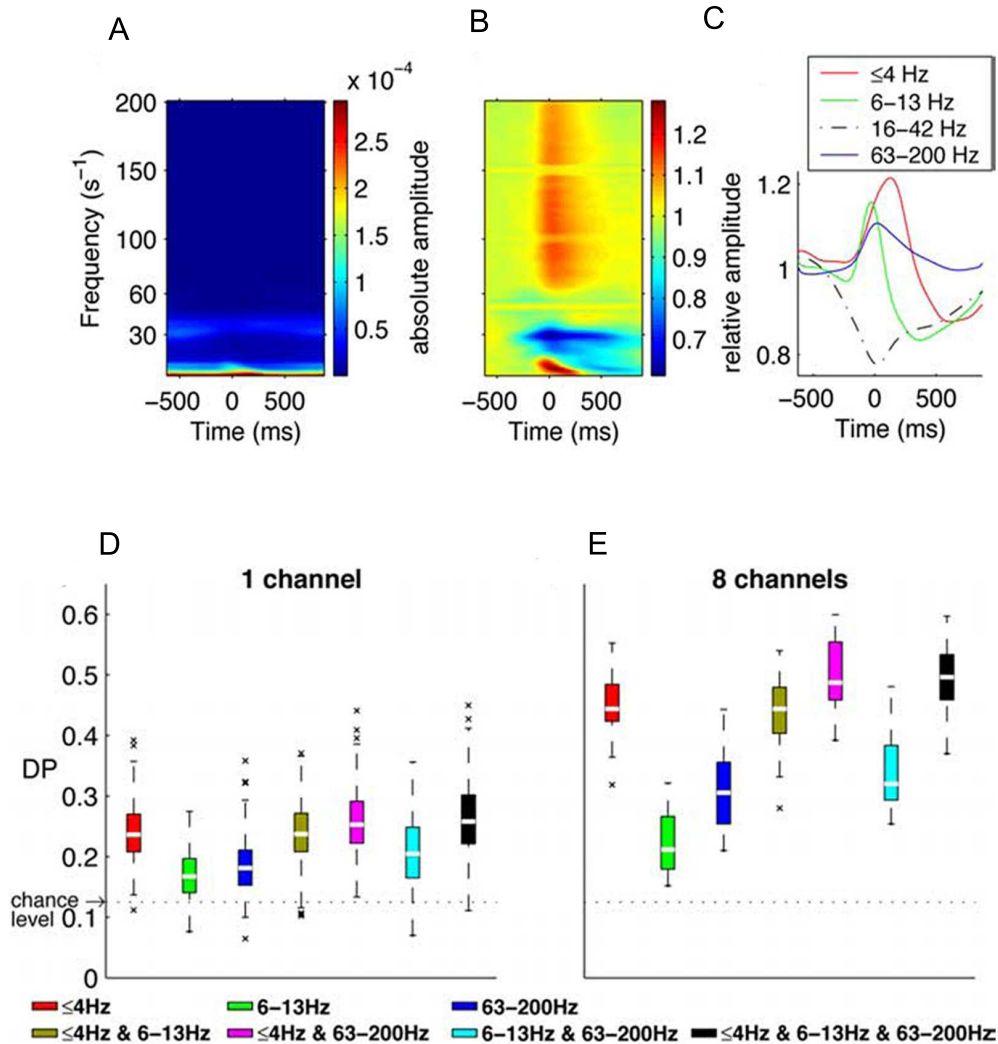 A
B
C
x 10⁻⁴
200
150
100
60
30
Frequency (s⁻¹)
−500 0 500
Time (ms)
2.5
2
1.5
1
0.5
absolute amplitude
−500 0 500
Time (ms)
1.2
1.1
1
0.9
0.8
0.7
relative amplitude
≤4 Hz
6−13 Hz
16−42 Hz
63−200 Hz
1.2
1
0.8
−500 0 500
Time (ms)
D
E
1 channel
8 channels
0.6
0.5
0.4
DP
0.3
0.2
chance
level
0.1
0
≤4Hz
6−13Hz
63−200Hz
≤4Hz & 6−13Hz
≤4Hz & 63−200Hz
6−13Hz & 63−200Hz
≤4Hz & 6−13Hz & 63−200Hz